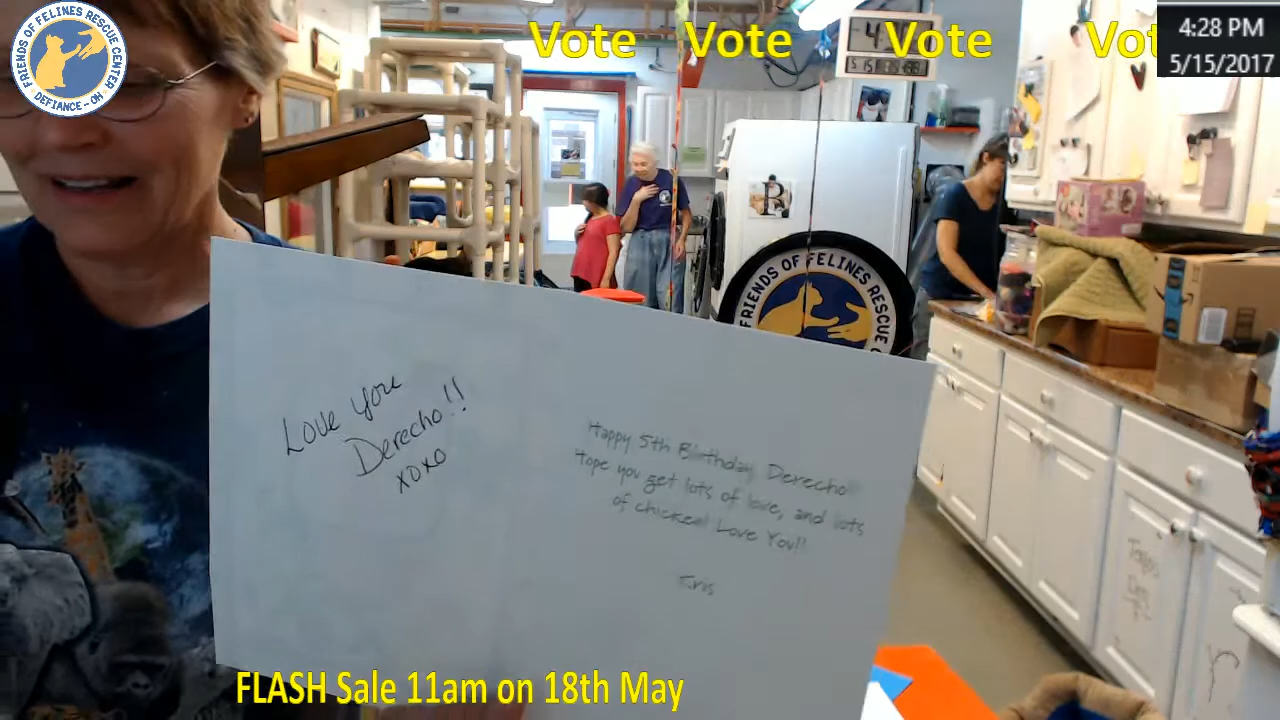 FRIENDS OF FELINES RESCUE CENTER
DEFIANCE - OH
Vote Vote Vote Vot
4:28 PM
5/15/2017
B
FRIENDS OF FELINES RESCUE
Love you
Derecho!!
xoxo
Happy 5th Birthday Derecho
Hope you get lots of love, and lots
of chicken! Love You!!
FLASH Sale 11am on 18th May